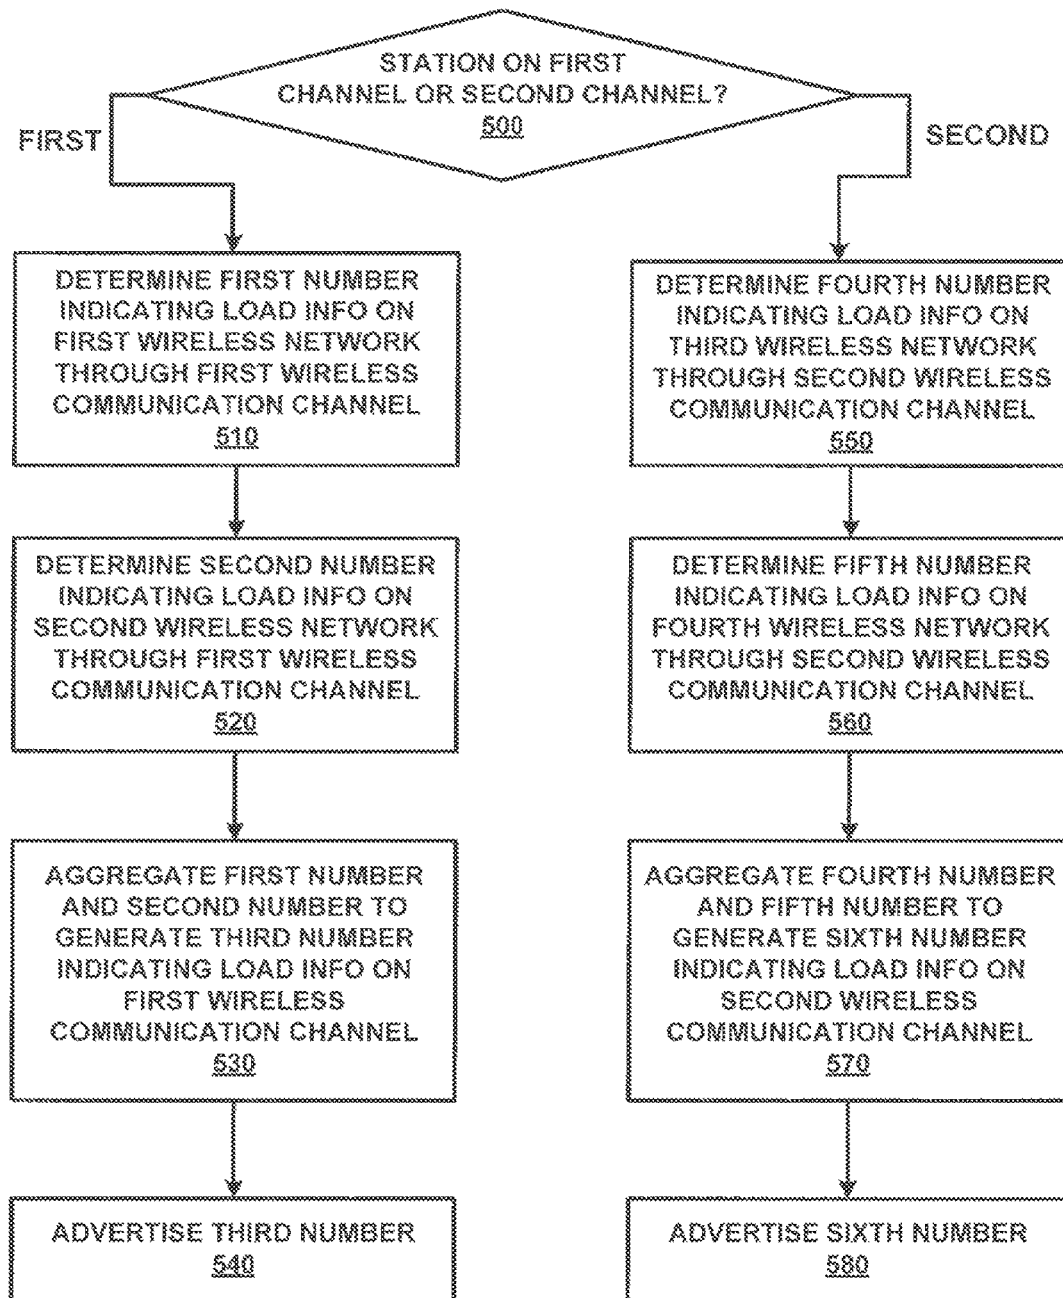 STATION ON FIRST
CHANNEL OR SECOND CHANNEL?
500
FIRST
SECOND
DETERMINE FIRST NUMBER
INDICATING LOAD INFO ON
FIRST WIRELESS NETWORK
THROUGH FIRST WIRELESS
COMMUNICATION CHANNEL
510
DETERMINE SECOND NUMBER
INDICATING LOAD INFO ON
SECOND WIRELESS NETWORK
THROUGH FIRST WIRELESS
COMMUNICATION CHANNEL
520
AGGREGATE FIRST NUMBER
AND SECOND NUMBER TO
GENERATE THIRD NUMBER
INDICATING LOAD INFO ON
FIRST WIRELESS
COMMUNICATION CHANNEL
530
ADVERTISE THIRD NUMBER
540
DETERMINE FOURTH NUMBER
INDICATING LOAD INFO ON
THIRD WIRELESS NETWORK
THROUGH SECOND WIRELESS
COMMUNICATION CHANNEL
550
DETERMINE FIFTH NUMBER
INDICATING LOAD INFO ON
FOURTH WIRELESS NETWORK
THROUGH SECOND WIRELESS
COMMUNICATION CHANNEL
560
AGGREGATE FOURTH NUMBER
AND FIFTH NUMBER TO
GENERATE SIXTH NUMBER
INDICATING LOAD INFO ON
SECOND WIRELESS
COMMUNICATION CHANNEL
570
ADVERTISE SIXTH NUMBER
580